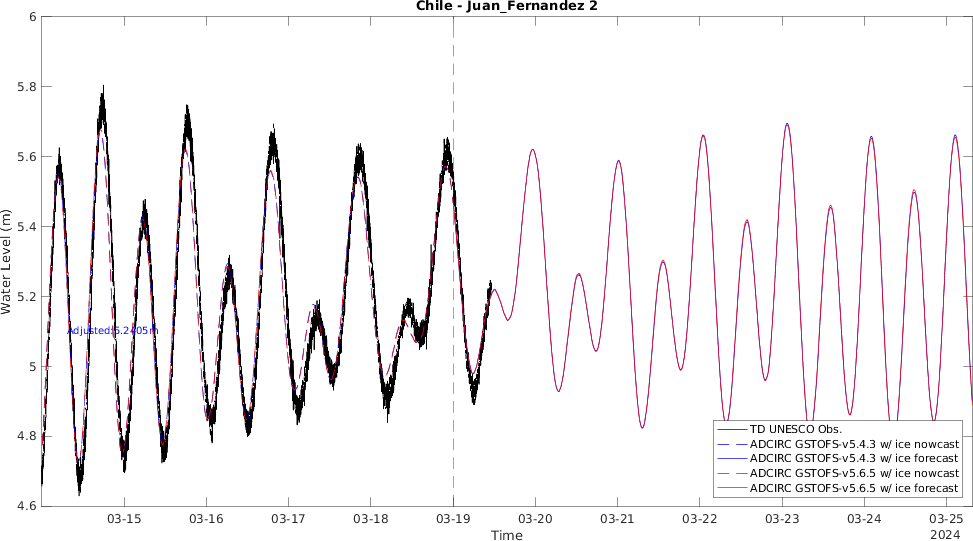 Chile - Juan_Fernandez 2
Water Level (m)
6
5.8
5.6
5.4
5.2
5
4.8
4.6
Adjusted:5.2405m
TD UNESCO Obs.
ADCIRC GSTOFS-v5.4.3 w/ ice nowcast
ADCIRC GSTOFS-v5.4.3 w/ ice forecast
ADCIRC GSTOFS-v5.6.5 w/ ice nowcast
ADCIRC GSTOFS-v5.6.5 w/ ice forecast
03-15 03-16 03-17 03-18 03-19 03-20 03-21 03-22 03-23 03-24 03-25
2024
Time